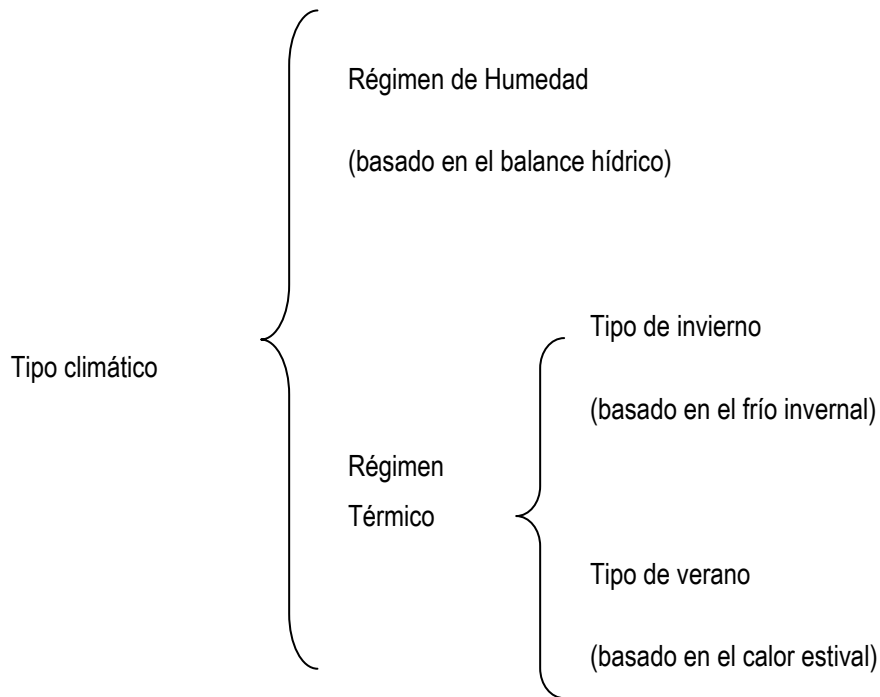 Régimen de Humedad
(basado en el balance hídrico)
Tipo climático
Régimen
Térmico
Tipo de invierno
(basado en el frío invernal)
Tipo de verano
(basado en el calor estival)